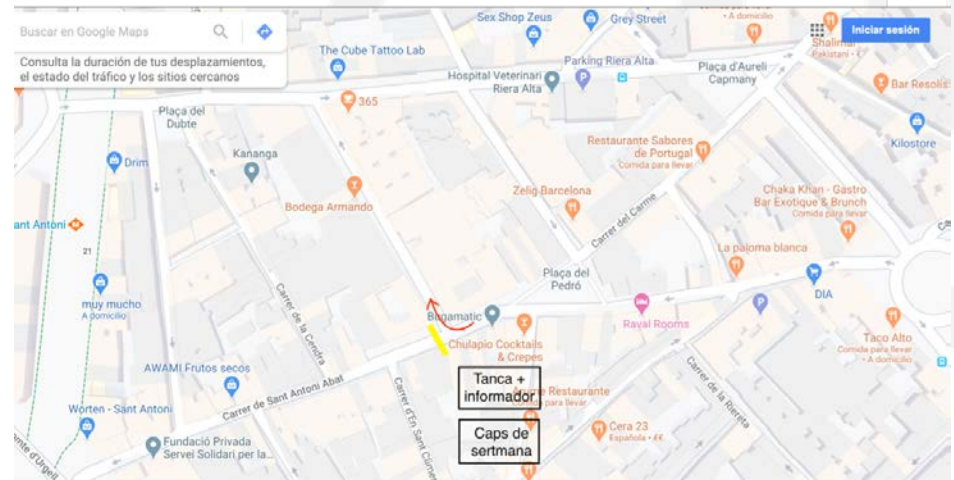 Buscar en Google Maps
Consulta la duración de tus desplazamientos,
el estado del tráfico y los sitios cercanos
Iniciar sesión
Sex Shop Zeus
Grey Street
• A domicilio
Shalimar
Pakistaní • €
The Cube Tattoo Lab
Hospital Veterinari
Riera Alta
Parking Riera Alta
P
Plaça d'Aureli
Capmany
Bar Resolis
365
Plaça del
Dubte
Kilostore
Drim
Kananga
Restaurante Sabores
de Portugal
Comida para llevar
Bodega Armando
Zelig Barcelona
Chaka Khan - Gastro
Bar Exotique & Brunch
Comida para llevar
Carrer del Carme
ant Antoni
21
La paloma blanca
Plaça del
Pedró
muy mucho
A domicilio
DIA
Bugamatic
Raval Rooms
P
Carrer de la Cendra
Chulapio Cocktails
& Crepes
Taco Alto
Comida para llevar
• A domicilio
AWAMI Frutos secos
Tanca +
informador
Restaurante
Comida para llevar
Carrer de Sant Antoni Abat
Carrer d'En Sant Climent
Carrer de la Riereta
Worten - Sant Antoni
Caps de
sertmana
Cera 23
Española • €€
Fundació Privada
Servei Solidari per la...
nte d'Urgell